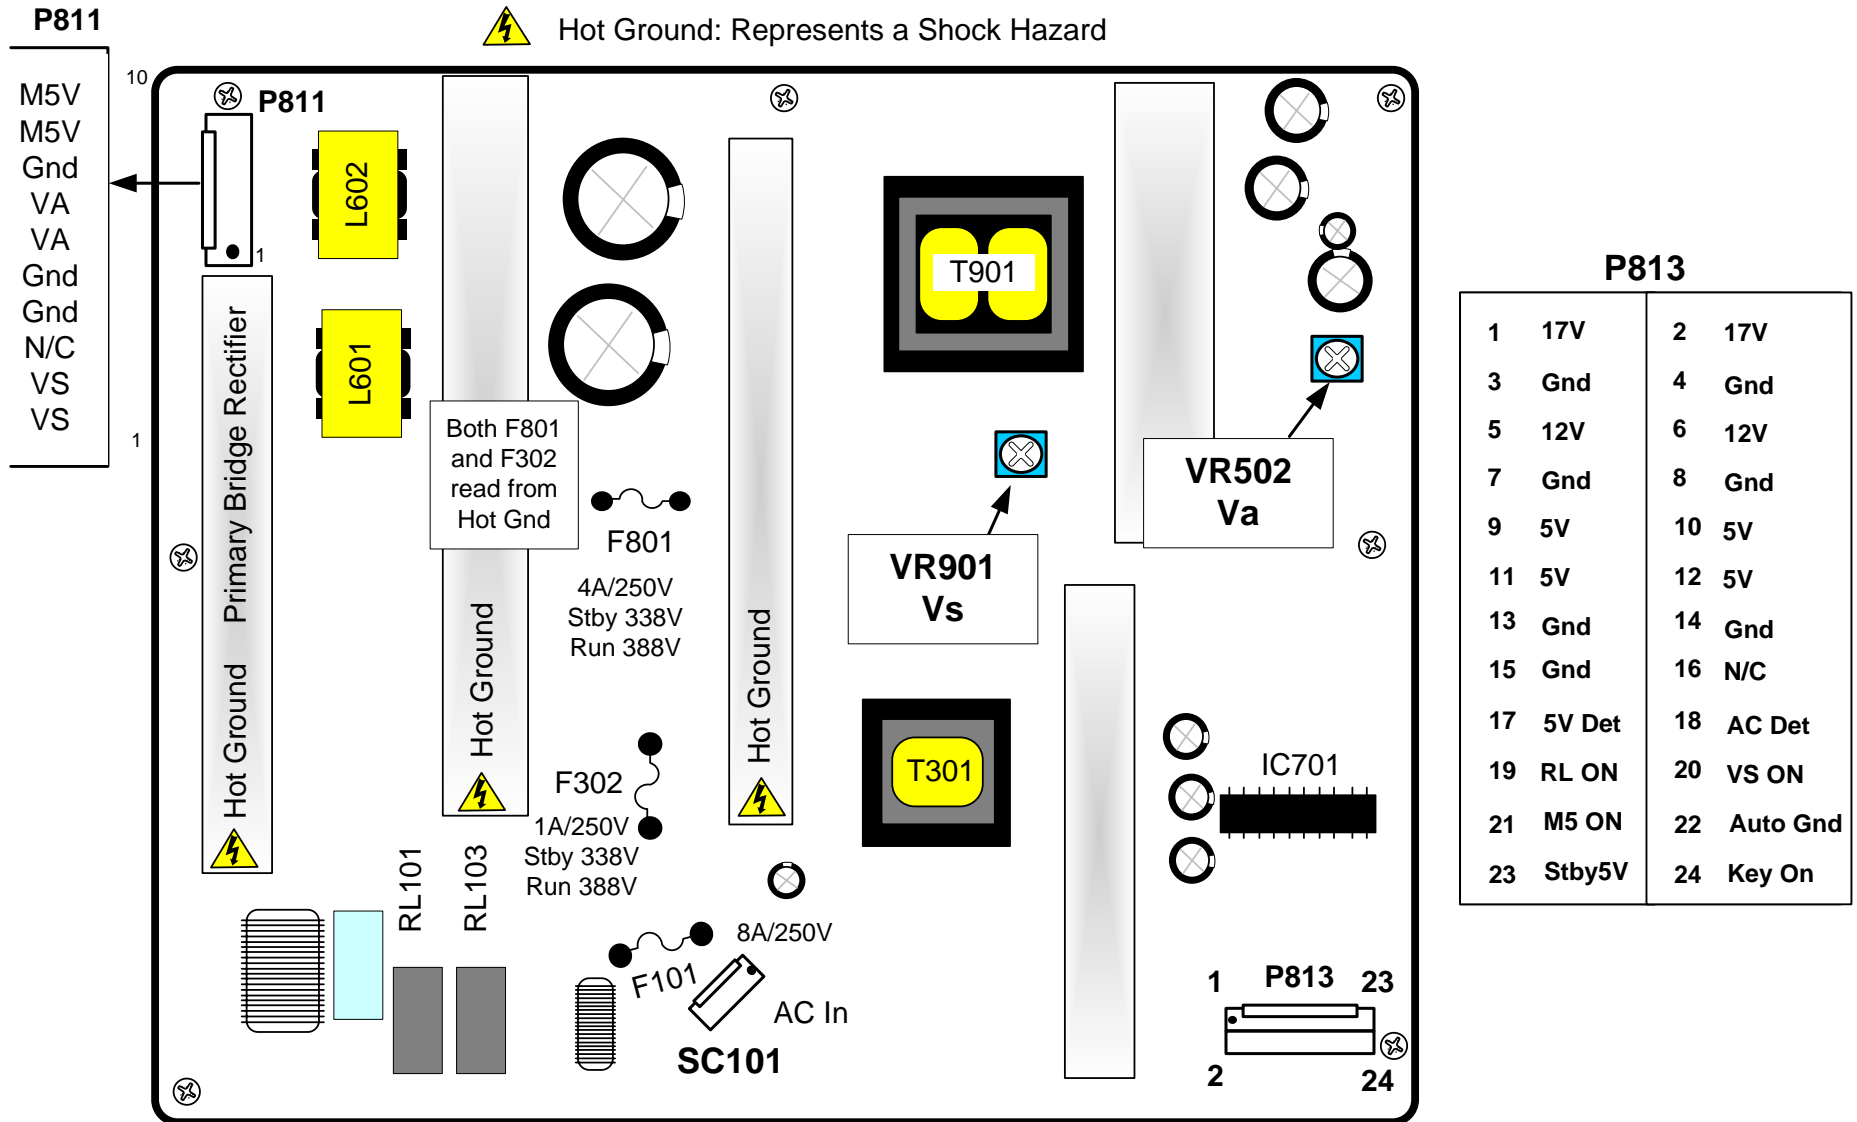 P811
Hot Ground: Represents a Shock Hazard
10
M5V
M5V
Gnd
VA
VA
Gnd
Gnd
N/C
VS
VS
1
P811
1
L602
L601
Hot Ground Primary Bridge Rectifier
Both F801
and F302
read from
Hot Gnd
Hot Ground
F801
4A/250V
Stby 338V
Run 388V
Hot Ground
F302
1A/250V
Stby 338V
Run 388V
RL101
RL103
F101
8A/250V
AC In
SC101
T901
VR901
Vs
VR502
Va
T301
IC701
1 P813 23
2 24
P813
1 17V 2 17V
3 Gnd 4 Gnd
5 12V 6 12V
7 Gnd 8 Gnd
9 5V 10 5V
11 5V 12 5V
13 Gnd 14 Gnd
15 Gnd 16 N/C
17 5V Det 18 AC Det
19 RL ON 20 VS ON
21 M5 ON 22 Auto Gnd
23 Stby5V 24 Key On